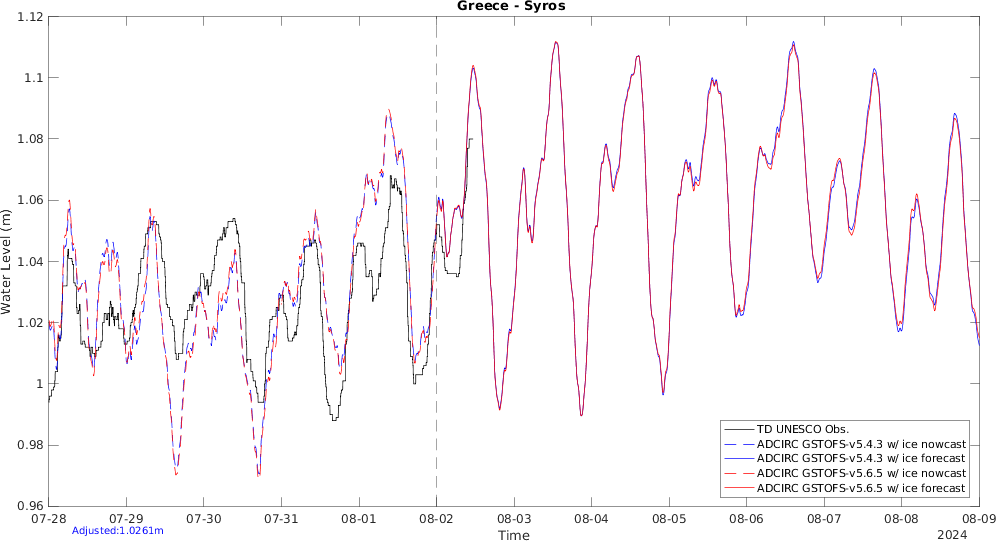 Greece - Syros
1.12
1.1
1.08
1.06
1.04
1.02
1
0.98
0.96
Water Level (m)
TD UNESCO Obs.
ADCIRC GSTOFS-v5.4.3 w/ ice nowcast
ADCIRC GSTOFS-v5.4.3 w/ ice forecast
ADCIRC GSTOFS-v5.6.5 w/ ice nowcast
ADCIRC GSTOFS-v5.6.5 w/ ice forecast
07-28 07-29 07-30 07-31 08-01 08-02 08-03 08-04 08-05 08-06 08-07 08-08 08-09
Adjusted:1.0261m
Time
2024